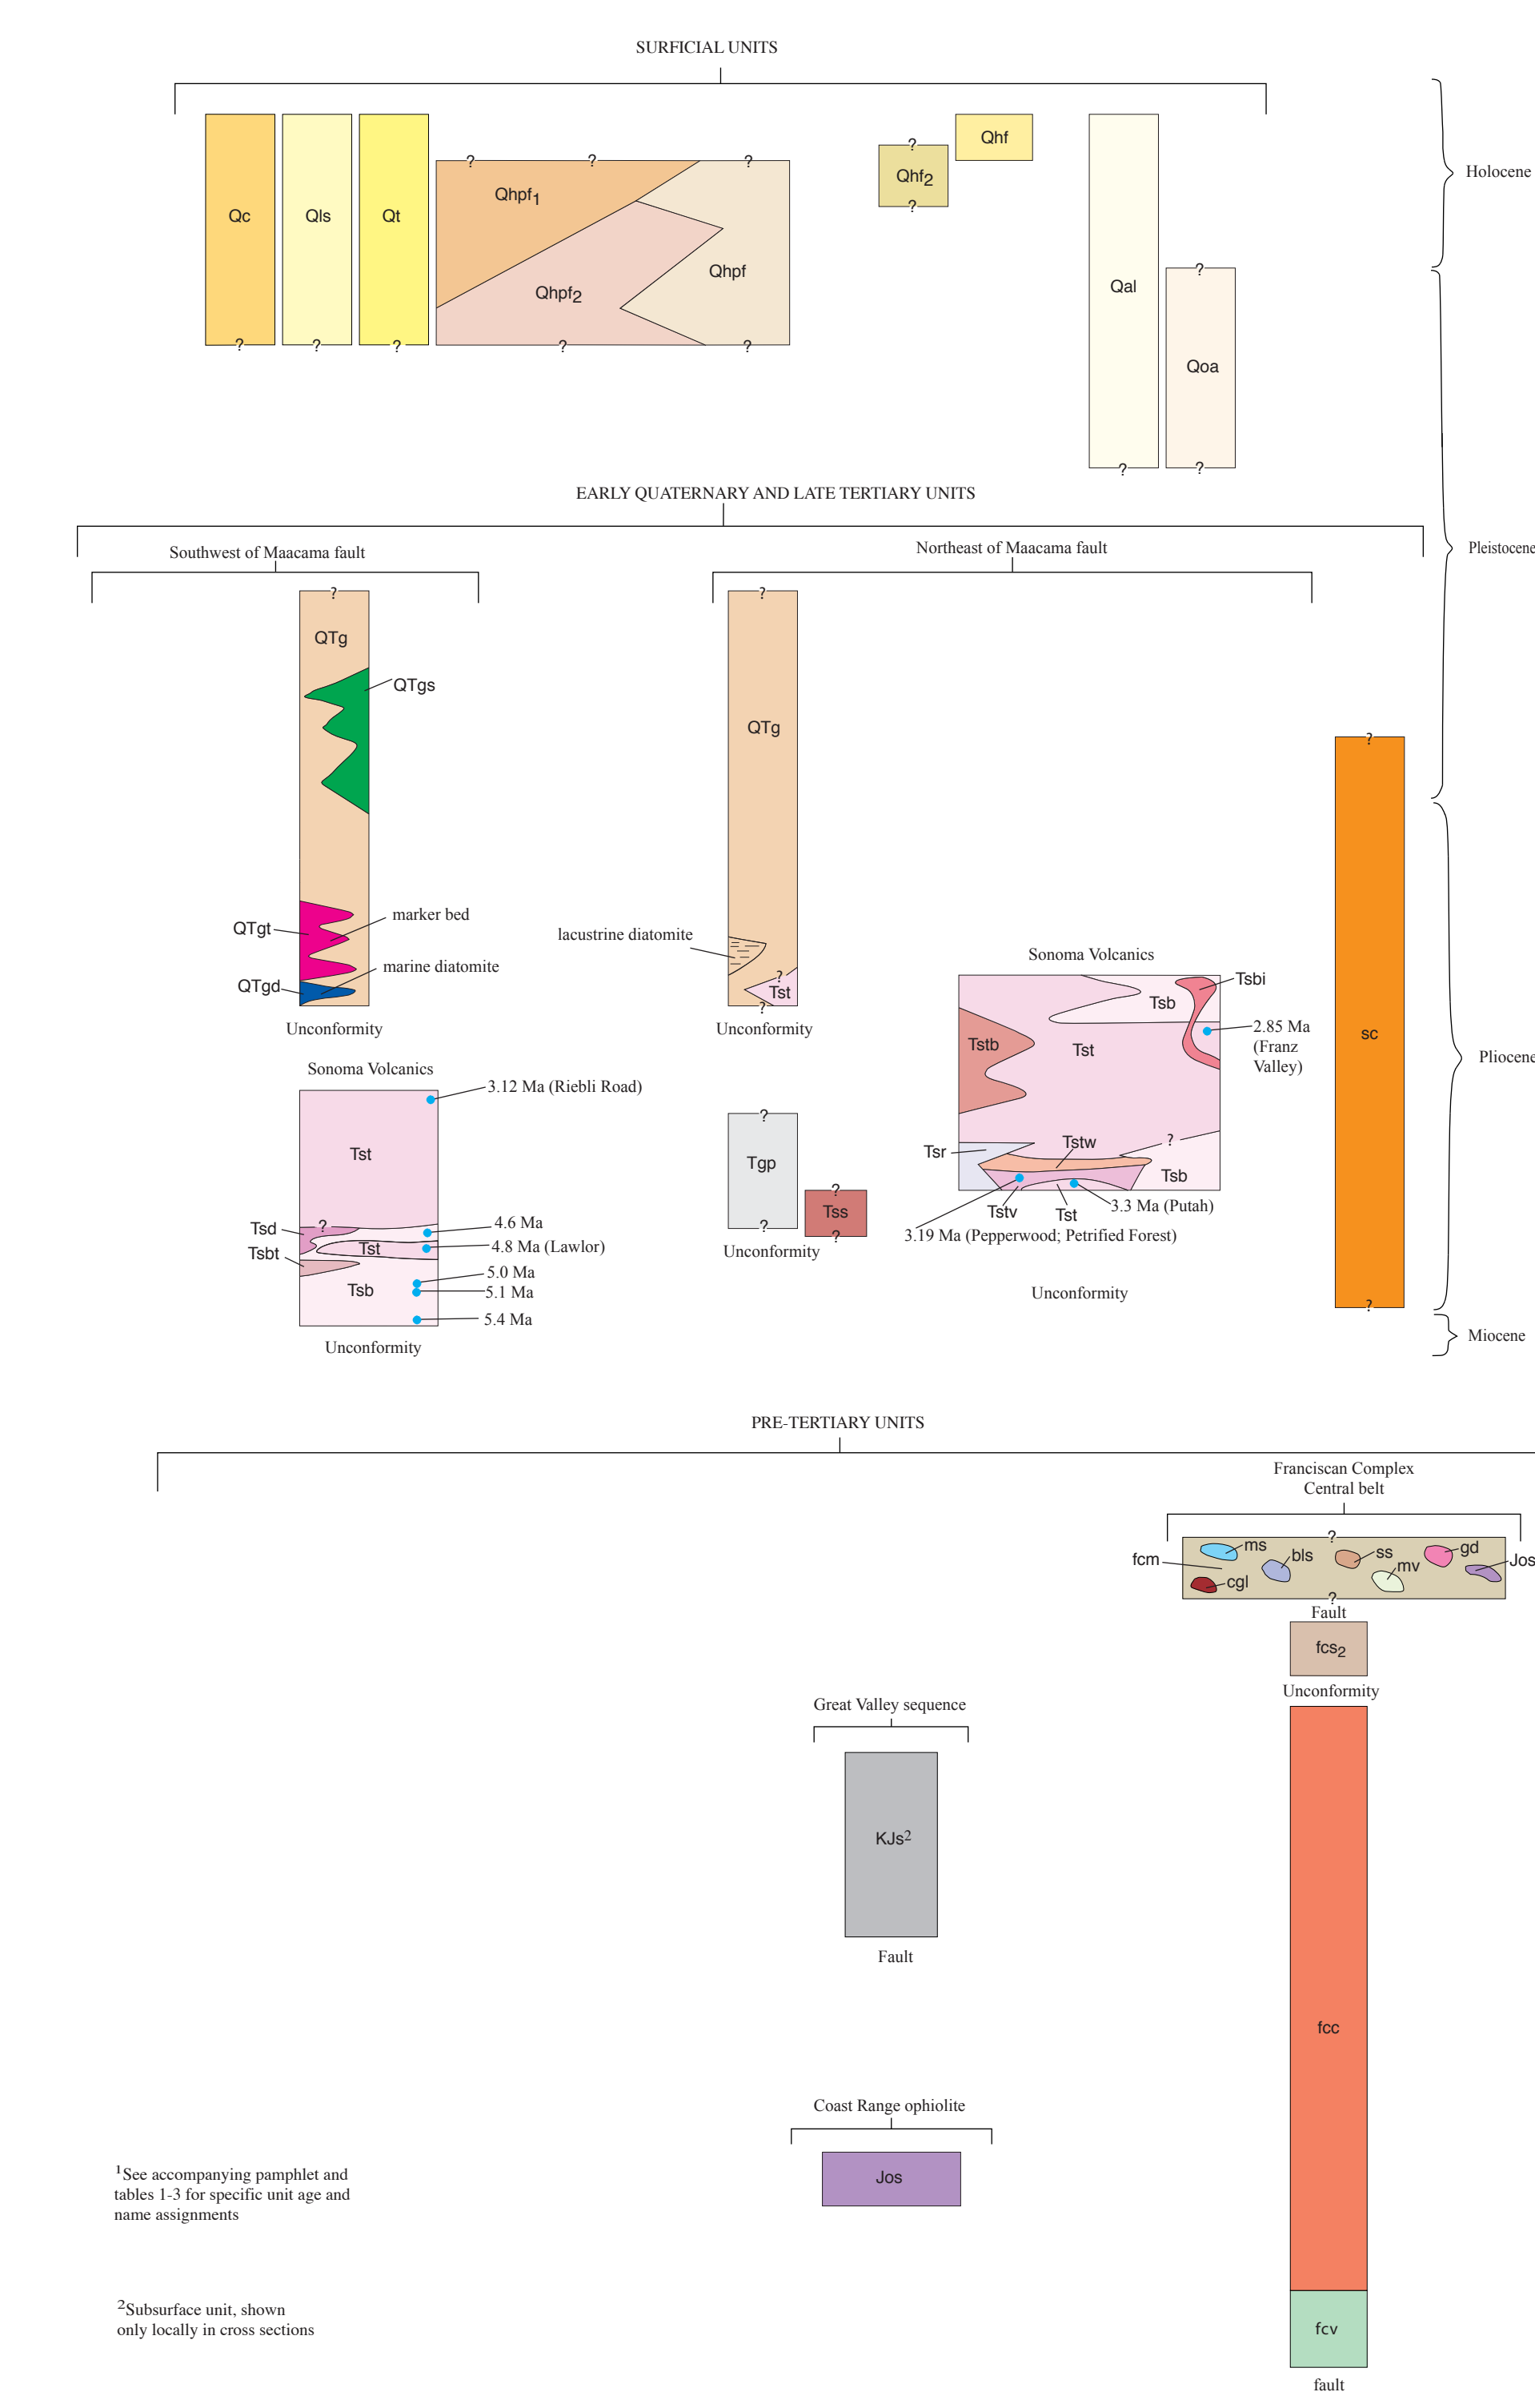 SURFICIAL UNITS
Qc
Qls
Qt
?
?
?
Qhpf1
Qhpf2
Qhpf
?
?
?
?
?
?
Qhf2
?
Qhf
Qal
?
?
Qoa
?
Holocene
EARLY QUATERNARY AND LATE TERTIARY UNITS
Pleistocene
Southwest of Maacama fault
Northeast of Maacama fault
?
QTg
QTgs
QTgt
marker bed
QTgd
marine diatomite
Unconformity
?
QTg
lacustrine diatomite
?
Tst
?
Unconformity
Sonoma Volcanics
Tst
3.12 Ma (Riebli Road)
Tsd
?
4.6 Ma
Tsbt
Tst
4.8 Ma (Lawlor)
5.0 Ma
Tsb
5.1 Ma
5.4 Ma
Unconformity
?
Tgp
?
?
Tss
?
Unconformity
Sonoma Volcanics
Tsbi
Tsb
Tstb
Tst
2.85 Ma
(Franz
Valley)
Tsr
Tstw
?
Tsb
Tstv
Tst
3.3 Ma (Putah)
3.19 Ma (Pepperwood; Petrified Forest)
Unconformity
?
sc
?
Pliocene
Miocene
PRE-TERTIARY UNITS
Franciscan Complex
Central belt
?
fcm
ms
bls
ss
mv
gd
Jos
cgl
?
Fault
fcs2
Unconformity
Great Valley sequence
KJs2
Fault
fcc
Coast Range ophiolite
Jos
fcv
fault
1See accompanying pamphlet and
tables 1-3 for specific unit age and
name assignments
2Subsurface unit, shown
only locally in cross sections